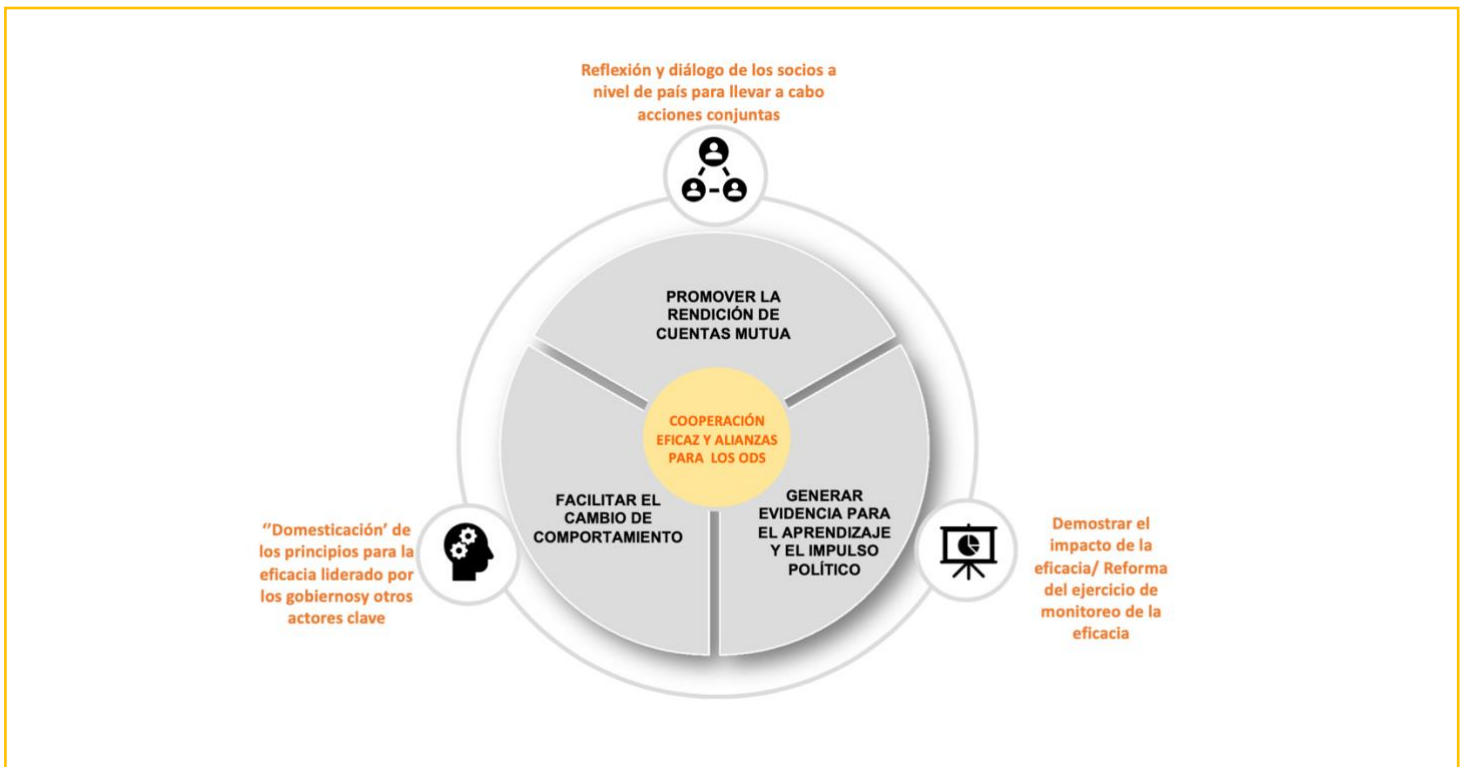 Reflexión y diálogo de los socios a
nivel de país para llevar a cabo
acciones conjuntas
PROMOVER LA
RENDICIÓN DE
CUENTAS MUTUA
COOPERACIÓN
EFICAZ Y ALIANZAS
PARA LOS ODS
FACILITAR EL
CAMBIO DE
COMPORTAMIENTO
GENERAR
EVIDENCIA PARA
EL APRENDIZAJE
Y EL IMPULSO
POLÍTICO
‘’Domesticación’ de
los principios para la
eficacia liderado por
los gobiernosy otros
actores clave
Demostrar el
impacto de la
eficacia/ Reforma
del ejercicio de
monitoreo de la
eficacia